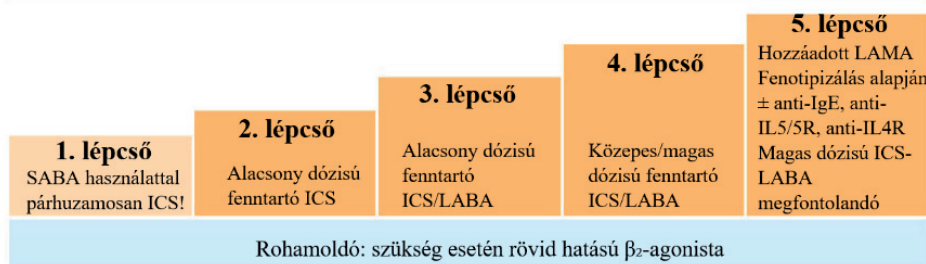 1. lépcső
SABA használattal
párhuzamosan ICS!
2. lépcső
Alacsony dózisú
fenntartó ICS
3. lépcső
Alacsony dózisú
fenntartó
ICS/LABA
4. lépcső
Közepes/magas
dózisú fenntartó
ICS/LABA
5. lépcső
Hozzáadott LAMA
Fenotipizálás alapján
± anti-IgE, anti-
IL5/5R, anti-IL4R
Magas dózisú ICS-
LABA
megfontolandó
Rohamoldó: szükség esetén rövid hatású β₂-agonista